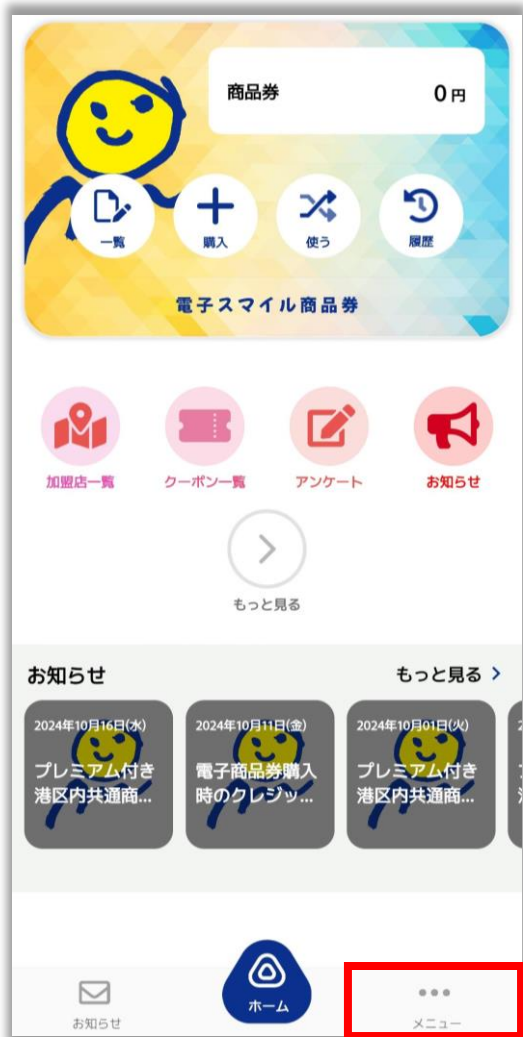 商品券 0円
一覧 購入 使う 履歴
電子スマイル商品券
加盟店一覧 クーポン一覧 アンケート お知らせ
もっと見る
お知らせ もっと見る
2024年10月16日(水)
プレミアム付き
港区内共通商...
2024年10月11日(金)
電子商品券購入
時のクレジッ...
2024年10月01日(火)
プレミアム付き
港区内共通商...
お知らせ ホーム メニュー